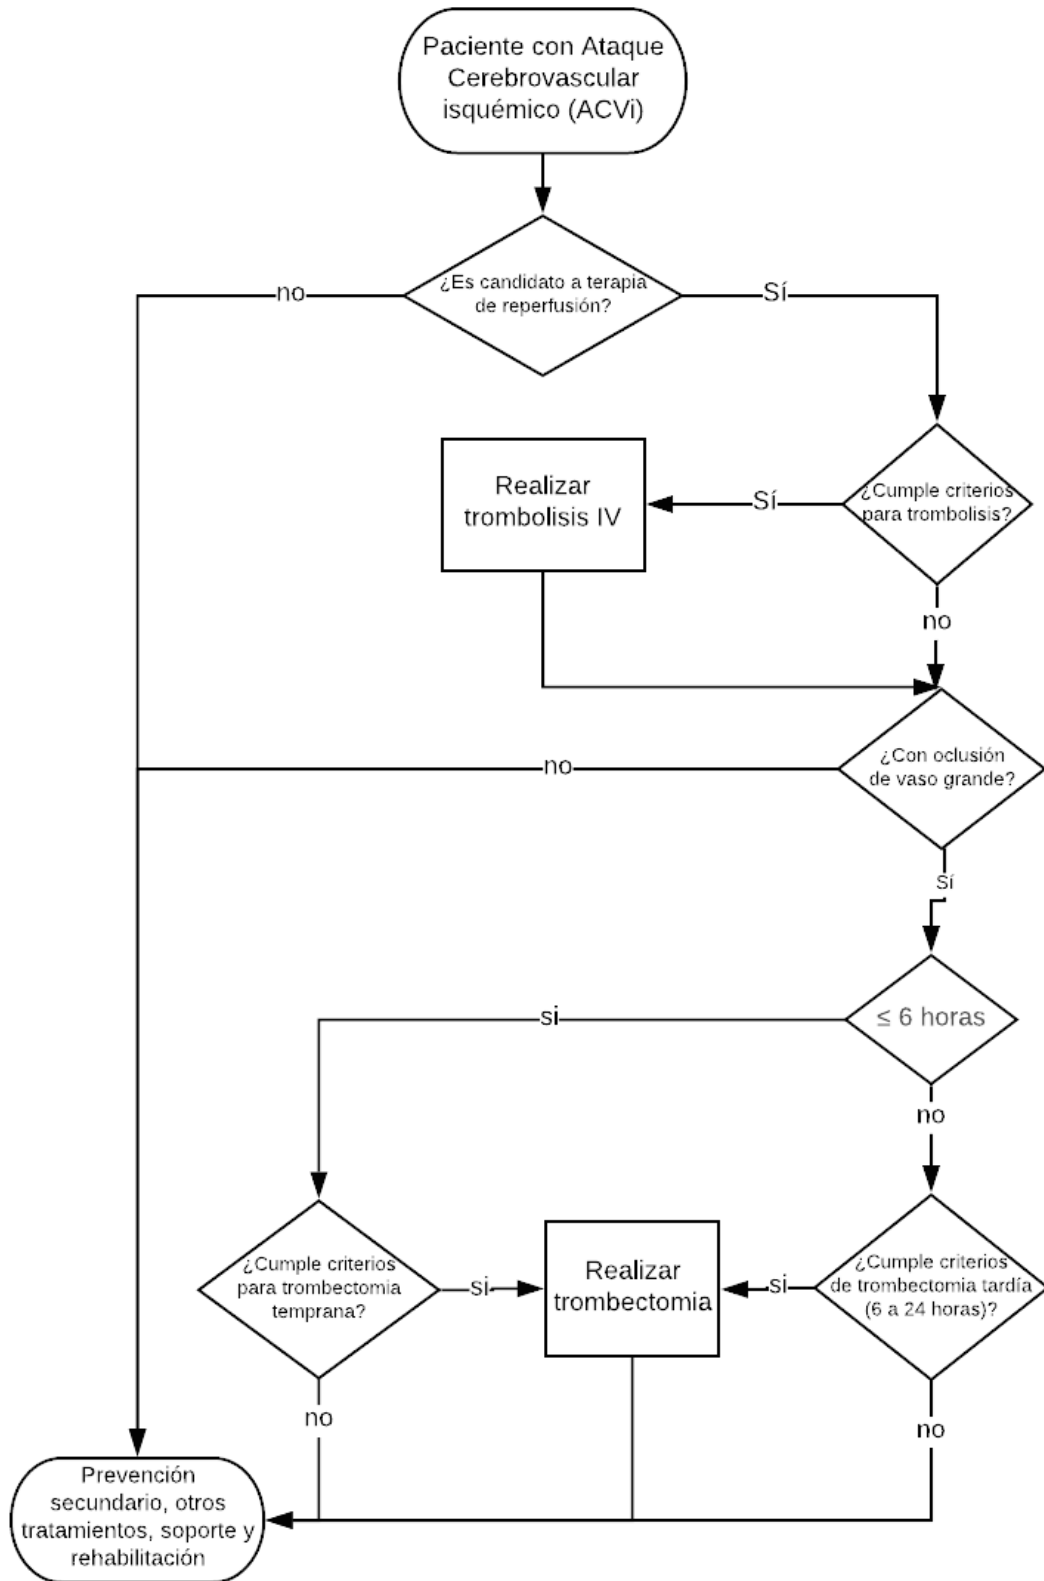 Paciente con Ataque
Cerebrovascular
isquémico (ACVi)
¿Es candidato a terapia
de reperfusión?
no
Sí
Realizar
trombolisis IV
Sí
¿Cumple criterios
para trombolisis?
no
¿Con oclusión
de vaso grande?
no
sí
≤ 6 horas
si
no
¿Cumple criterios
para trombectomia
temprana?
si
Realizar
trombectomia
si
¿Cumple criterios
de trombectomia tardía
(6 a 24 horas)?
no
no
Prevención
secundario, otros
tratamientos, soporte y
rehabilitación